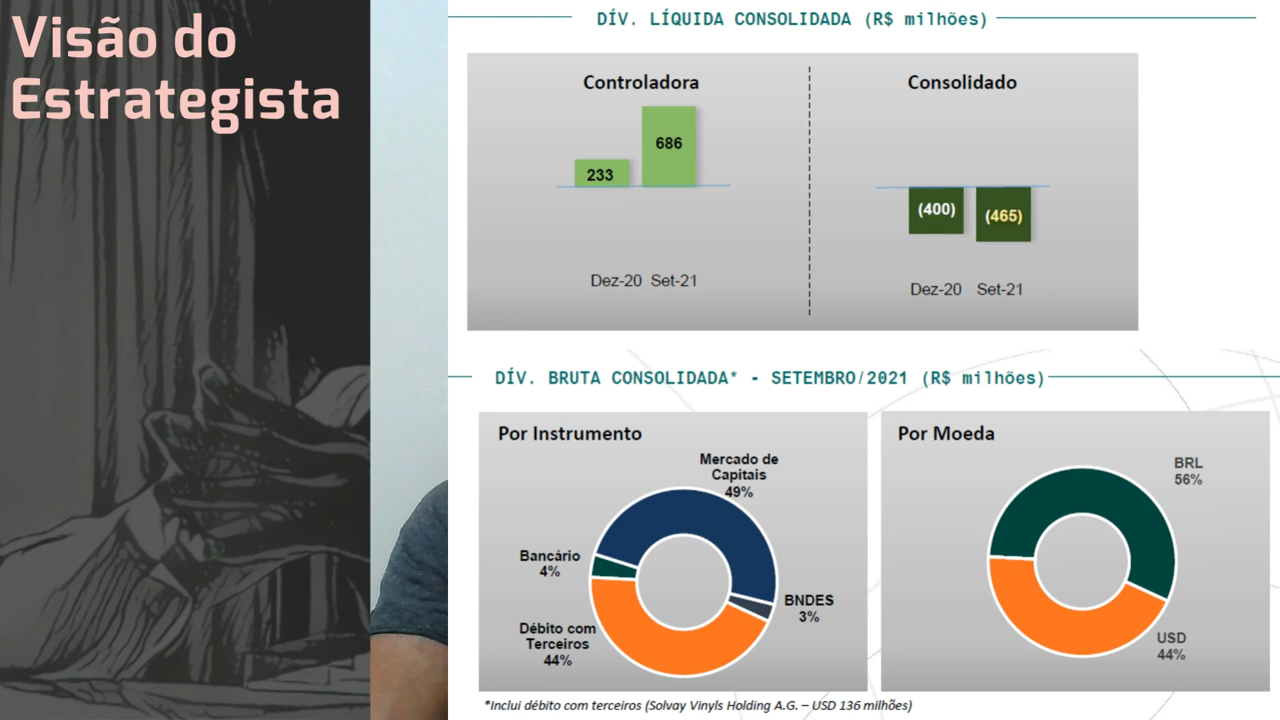 Visão do
Estrategista
DÍV. LÍQUIDA CONSOLIDADA (R$ milhões)
Controladora
233
686
Dez-20 Set-21
Consolidado
(400)
(465)
Dez-20 Set-21
DÍV. BRUTA CONSOLIDADA* - SETEMBRO/2021 (R$ milhões)
Por Instrumento
Mercado de
Capitais
49%
Bancário
4%
BNDES
3%
Débito com
Terceiros
44%
Por Moeda
BRL
56%
USD
44%
*Inclui débito com terceiros (Solvay Vinyls Holding A.G. – USD 136 milhões)